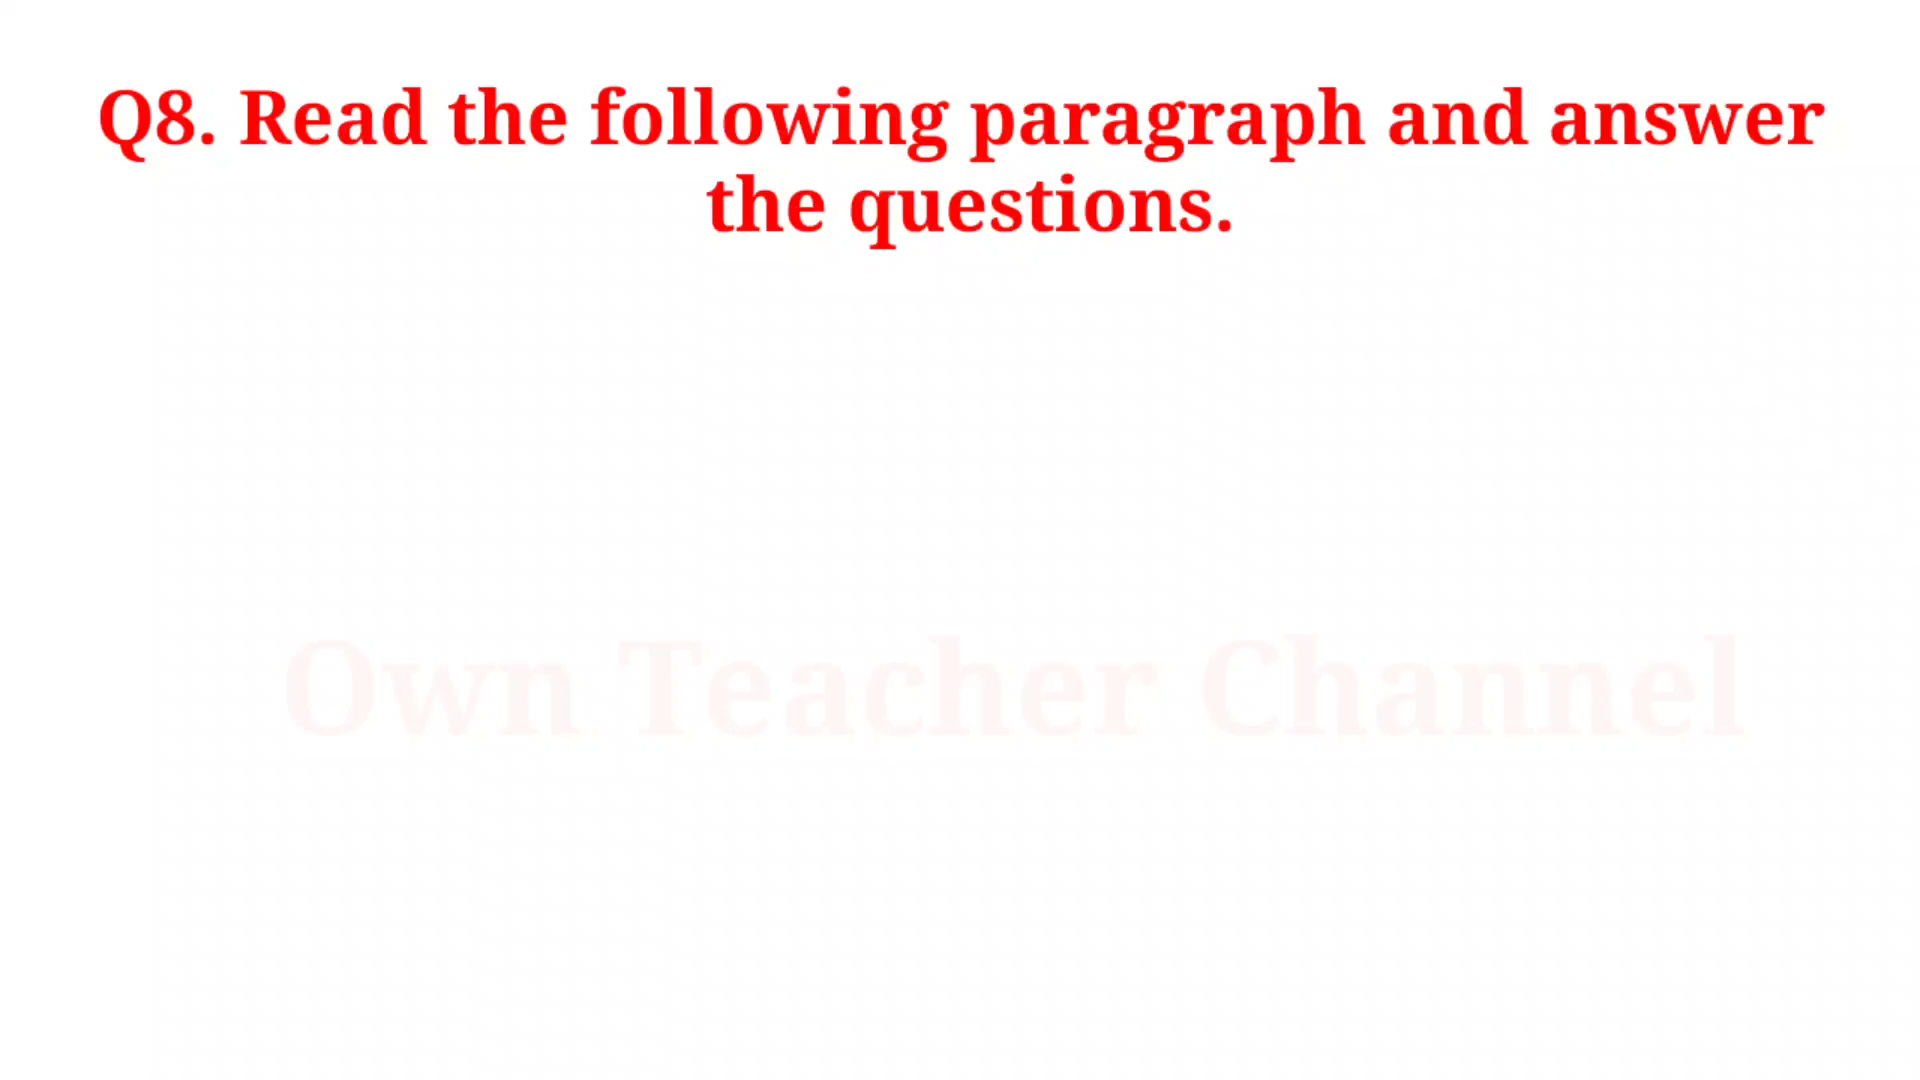 Q8. Read the following paragraph and answer
the questions.
Own Teacher Channel